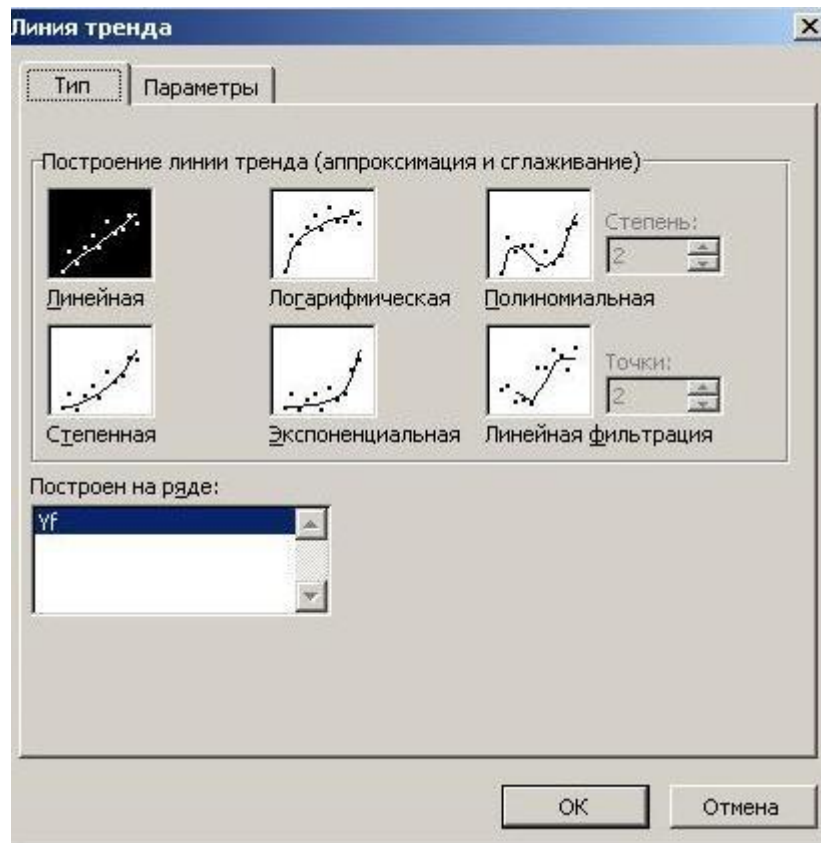 Линия тренда
Тип
Параметры
Построение линии тренда (аппроксимация и сглаживание)
Линейная
Логарифмическая
Полиномиальная
Степень:
2
Степенная
Экспоненциальная
Линейная фильтрация
Точки:
2
Построен на ряде:
Yf
OK
Отмена